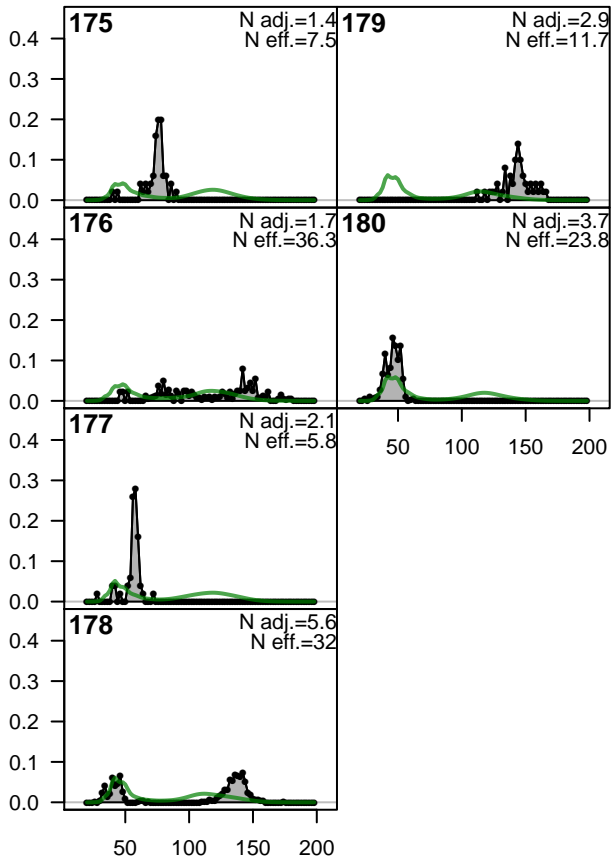 175 N adj.=1.4
N eff.=7.5
179 N adj.=2.9
N eff.=11.7
0.4
0.3
0.2
0.1
0.0
176 N adj.=1.7
N eff.=36.3
180 N adj.=3.7
N eff.=23.8
0.4
0.3
0.2
0.1
0.0
50 100 150 200
177 N adj.=2.1
N eff.=5.8
0.4
0.3
0.2
0.1
0.0
178 N adj.=5.6
N eff.=32
0.4
0.3
0.2
0.1
0.0
50 100 150 200